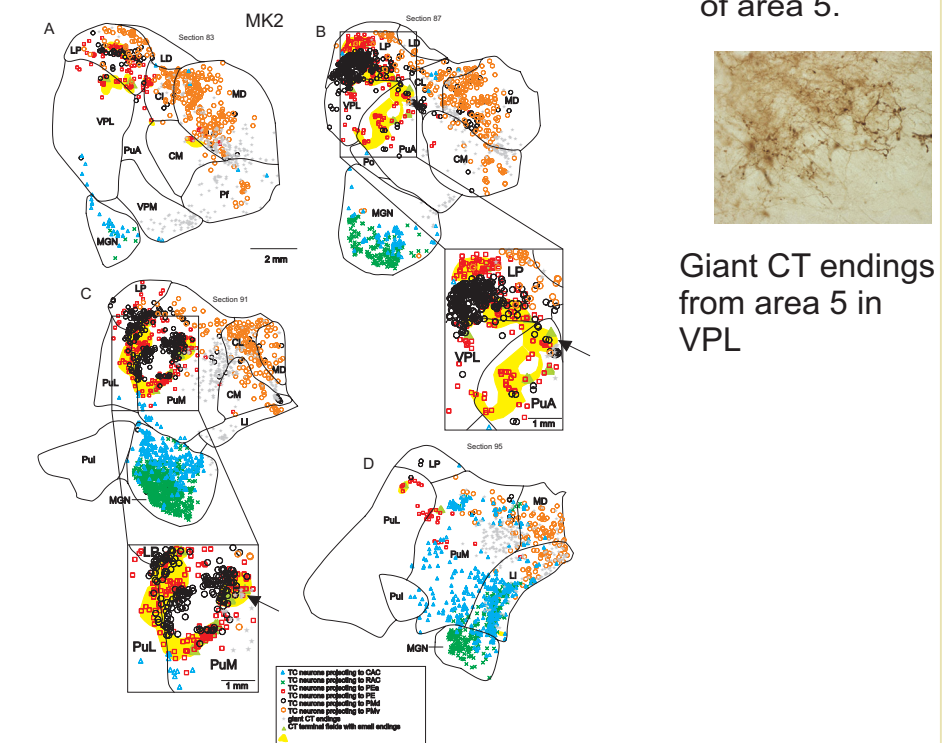 of area 5.
A
MK2
Section 83
LP
LD
CL
MD
VPL
PuA
CM
Pf
VPM
MGN
2 mm
B
Section 87
LP
LD
CL
MD
VPL
PuA
CM
Po
MGN
LP
VPL
PuA
1 mm
Giant CT endings
from area 5 in
VPL
C
Section 91
LP
CL
MD
PuL
PuM
CM
LI
PuI
MGN
LP
PuL
PuM
1 mm
D
Section 95
LP
MD
PuL
PuM
LI
PuI
MGN
TC neurons projecting to CAC
TC neurons projecting to RAC
TC neurons projecting to PEa
TC neurons projecting to PE
TC neurons projecting to PMd
TC neurons projecting to PMv
giant CT endings
CT terminal fields with small endings